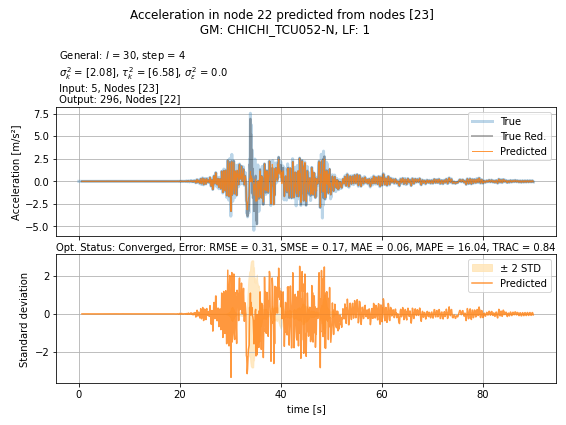 Acceleration in node 22 predicted from nodes [23]
GM: CHICHI_TCU052-N, LF: 1
General: l = 30, step = 4
σ²ₖ = [2.08], τ²ₖ = [6.58], σ²ε = 0.0
Input: 5, Nodes [23]
Output: 296, Nodes [22]
7.5
5.0
2.5
0.0
−2.5
−5.0
Acceleration [m/s²]
True
True Red.
Predicted
Opt. Status: Converged, Error: RMSE = 0.31, SMSE = 0.17, MAE = 0.06, MAPE = 16.04, TRAC = 0.84
2
0
−2
Standard deviation
± 2 STD
Predicted
0
20
40
60
80
time [s]